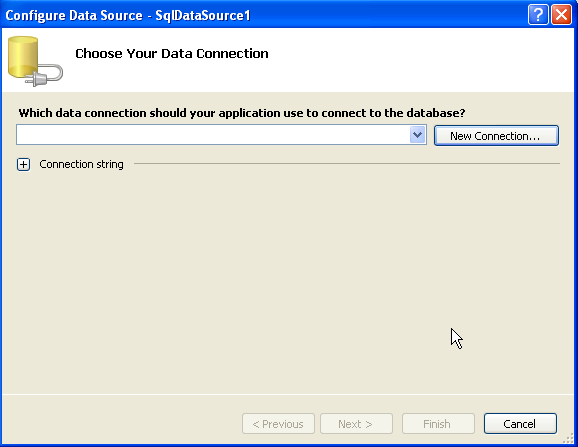 Configure Data Source - SqlDataSource1
Choose Your Data Connection
Which data connection should your application use to connect to the database?
New Connection...
Connection string
< Previous
Next >
Finish
Cancel